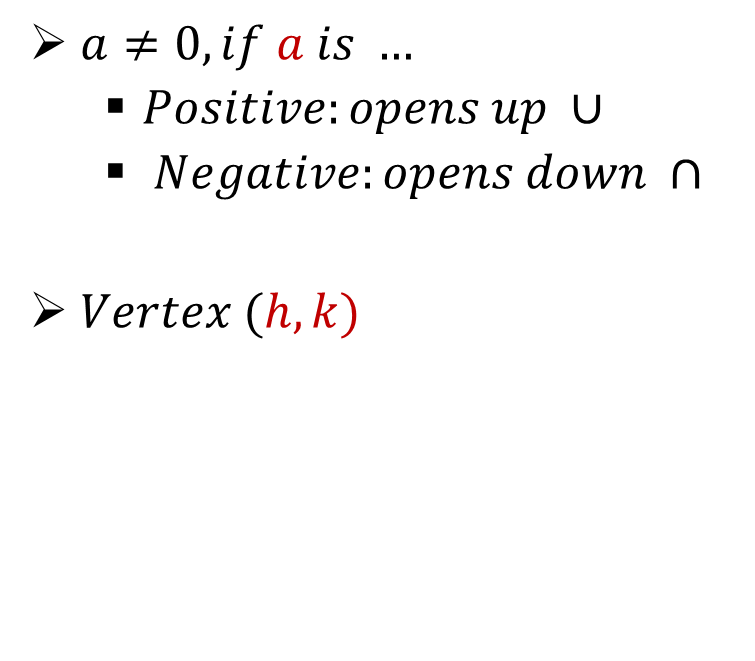 ➢ a ≠ 0, if a is …
▪ Positive: opens up ∪
▪ Negative: opens down ∩
➢ Vertex (h, k)